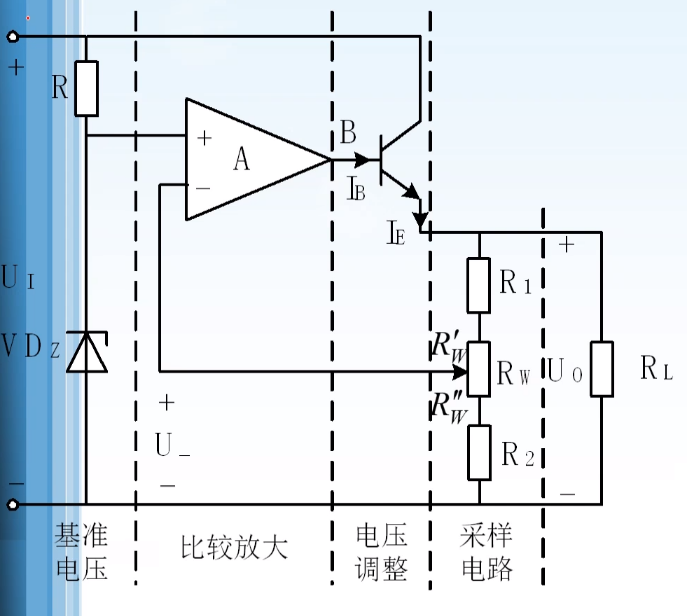 +
R
+
A
−
B
I_B
I_E
+
U_I
R_1
VD_Z
R'_W
R_W
U_O
R_L
R''_W
+
U_−
R_2
−
−
−
基准
电压
比较放大
电压
调整
采样
电路